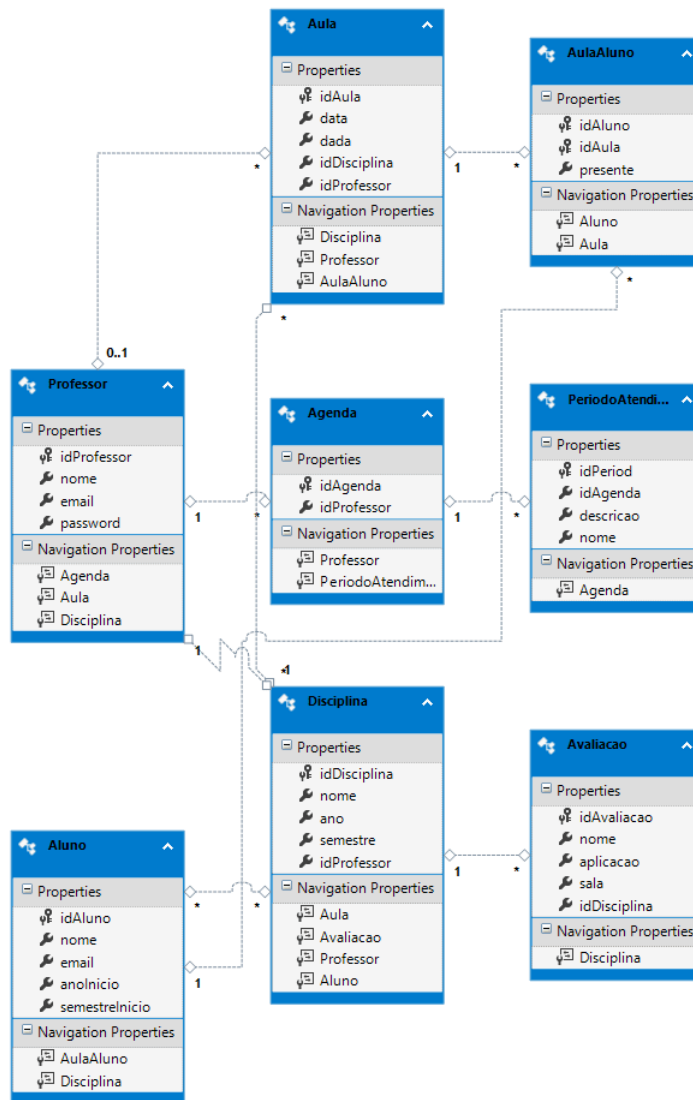 Aula
Properties
idAula
data
dada
idDisciplina
idProfessor
Navigation Properties
Disciplina
Professor
AulaAluno
AulaAluno
Properties
idAluno
idAula
presente
Navigation Properties
Aluno
Aula
*
1
*
*
*
0..1
Professor
Properties
idProfessor
nome
email
password
Navigation Properties
Agenda
Aula
Disciplina
1
*
Agenda
Properties
idAgenda
idProfessor
Navigation Properties
Professor
PeriodoAtendim...
1
*
PeriodoAtendi...
Properties
idPeriod
idAgenda
descricao
nome
Navigation Properties
Agenda
1
*
1
Disciplina
Properties
idDisciplina
nome
ano
semestre
idProfessor
Navigation Properties
Aula
Avaliacao
Professor
Aluno
1
*
Avaliacao
Properties
idAvaliacao
nome
aplicacao
sala
idDisciplina
Navigation Properties
Disciplina
Aluno
Properties
idAluno
nome
email
anoInicio
semestreInicio
Navigation Properties
AulaAluno
Disciplina
*
*
1